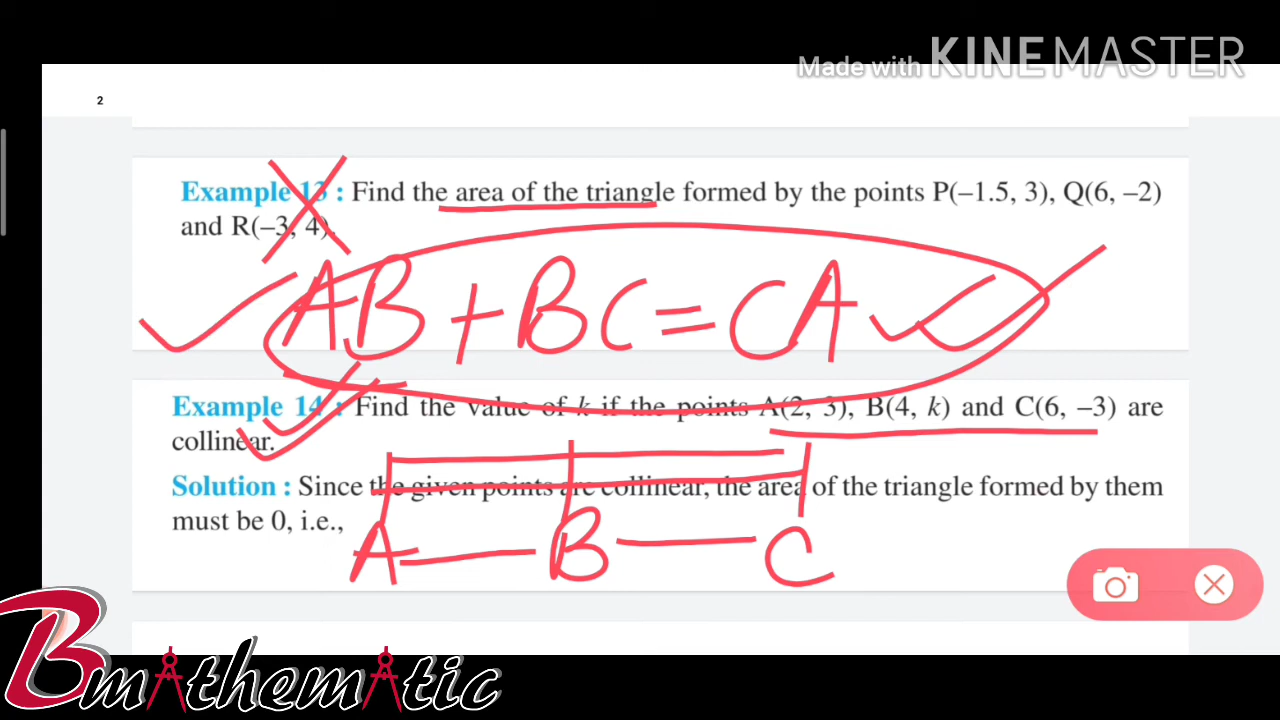 Made with KINEMASTER
2
Example 13 : Find the area of the triangle formed by the points P(–1.5, 3), Q(6, –2)
and R(–3, 4).
AB + BC = CA
Example 14 : Find the value of k if the points A(2, 3), B(4, k) and C(6, –3) are
collinear.
Solution : Since the given points are collinear, the area of the triangle formed by them
must be 0, i.e.,
A B C
Bmathematic